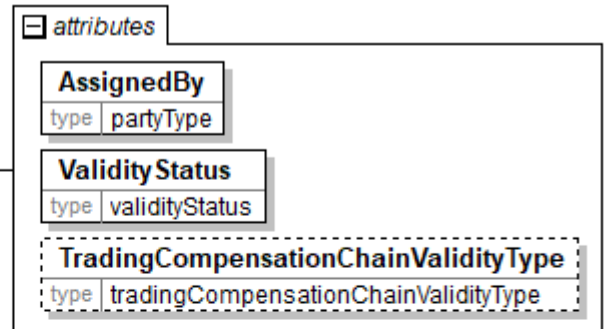 attributes
AssignedBy
type partyType
ValidityStatus
type validityStatus
TradingCompensationChainValidityType
type tradingCompensationChainValidityType